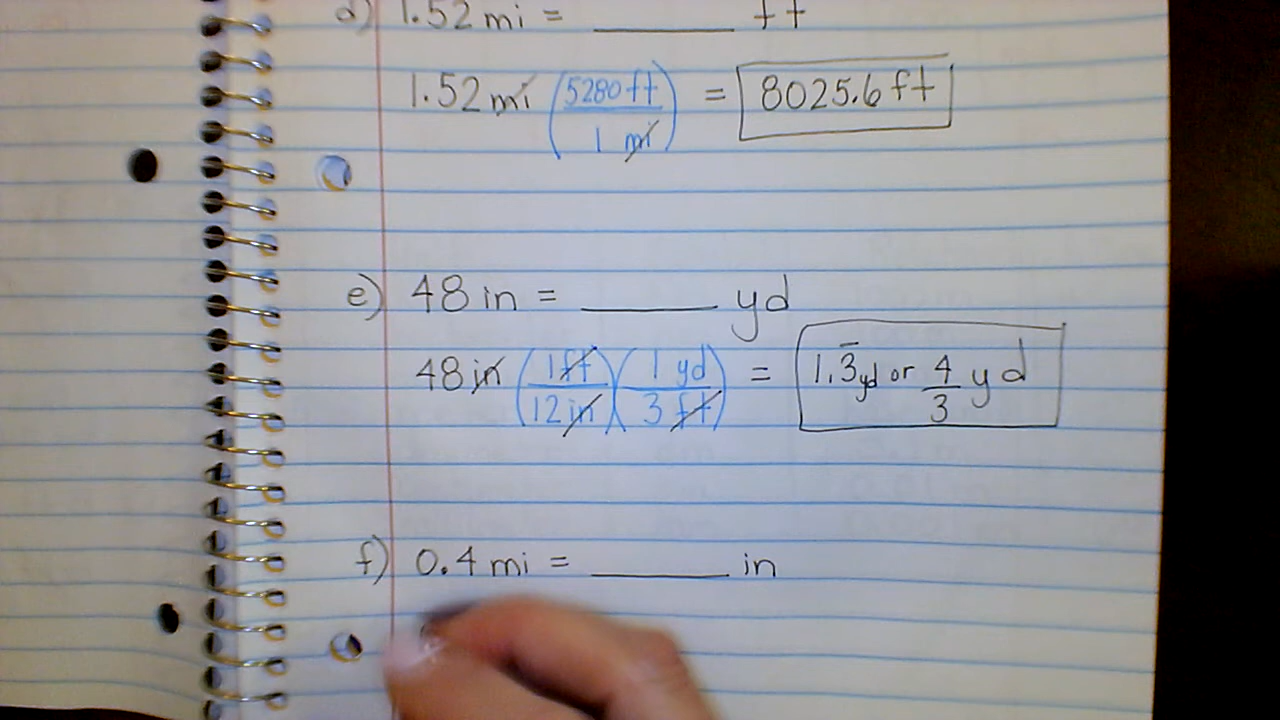 d) 1.52 mi = ______ ft
1.52 mi (5280 ft / 1 mi) = 8025.6 ft
e) 48 in = ______ yd
48 in (1 ft / 12 in)(1 yd / 3 ft) = 1.3̅ yd or 4/3 yd
f) 0.4 mi = ______ in